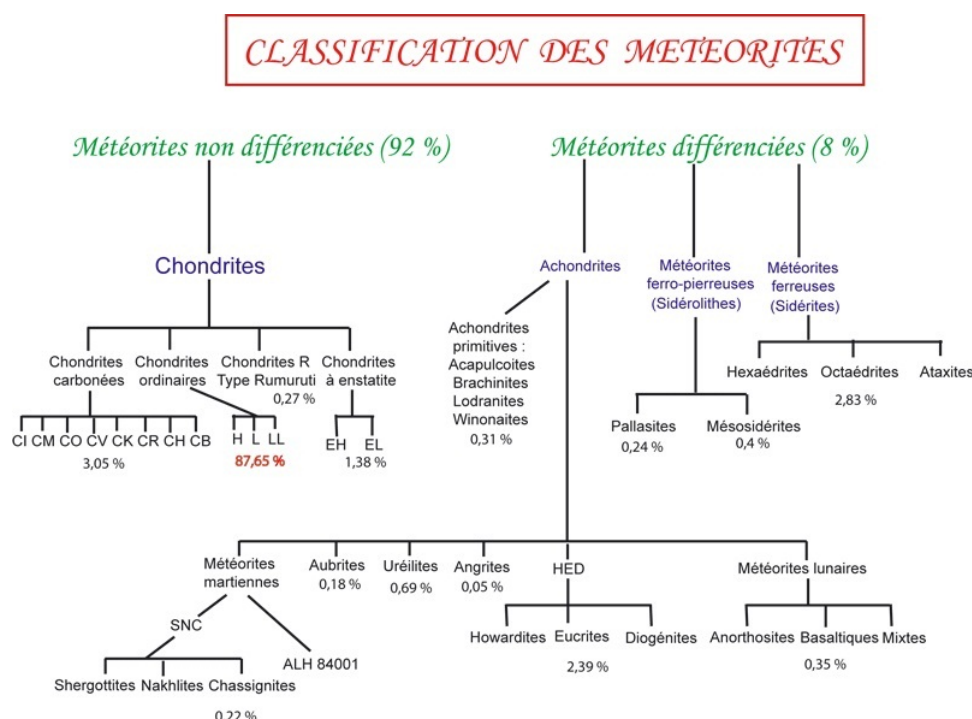 CLASSIFICATION DES METEORITES
Météorites non différenciées (92 %)
Météorites différenciées (8 %)
Chondrites
Achondrites
Météorites
ferro-pierreuses
(Sidérolithes)
Météorites
ferreuses
(Sidérites)
Chondrites
carbonées
Chondrites
ordinaires
Chondrites R
Type Rumuruti
0,27 %
Chondrites
à enstatite
CI CM CO CV CK CR CH CB
3,05 %
H L LL
87,65 %
EH EL
1,38 %
Achondrites
primitives :
Acapulcoites
Brachinites
Lodranites
Winonaites
0,31 %
Pallasites
0,24 %
Mésosidérites
0,4 %
Hexaédrites
Octaédrites
Ataxites
2,83 %
Météorites
martiennes
Aubrites
0,18 %
Uréilites
0,69 %
Angrites
0,05 %
HED
Météorites lunaires
SNC
ALH 84001
Shergottites Nakhlites Chassignites
0,22 %
Howardites Eucrites Diogénites
2,39 %
Anorthosites Basaltiques Mixtes
0,35 %